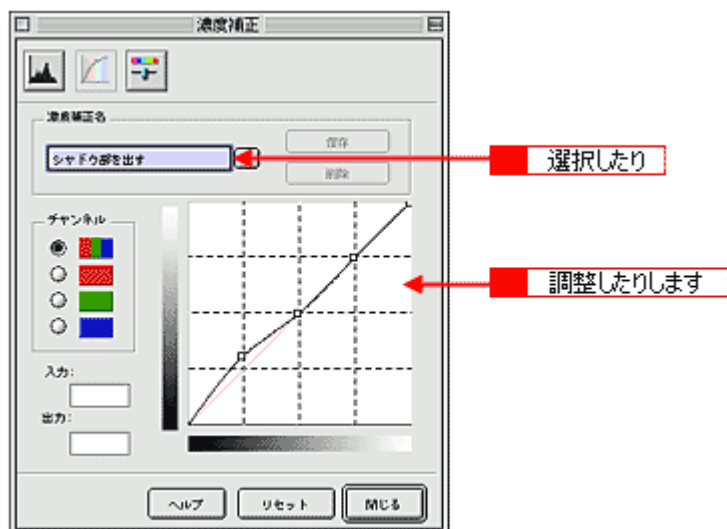 濃度補正
濃度補正名
シャドウ部を出す
保存
削除
選択したり
チャンネル
調整したりします
入力:
出力:
ヘルプ
リセット
閉じる